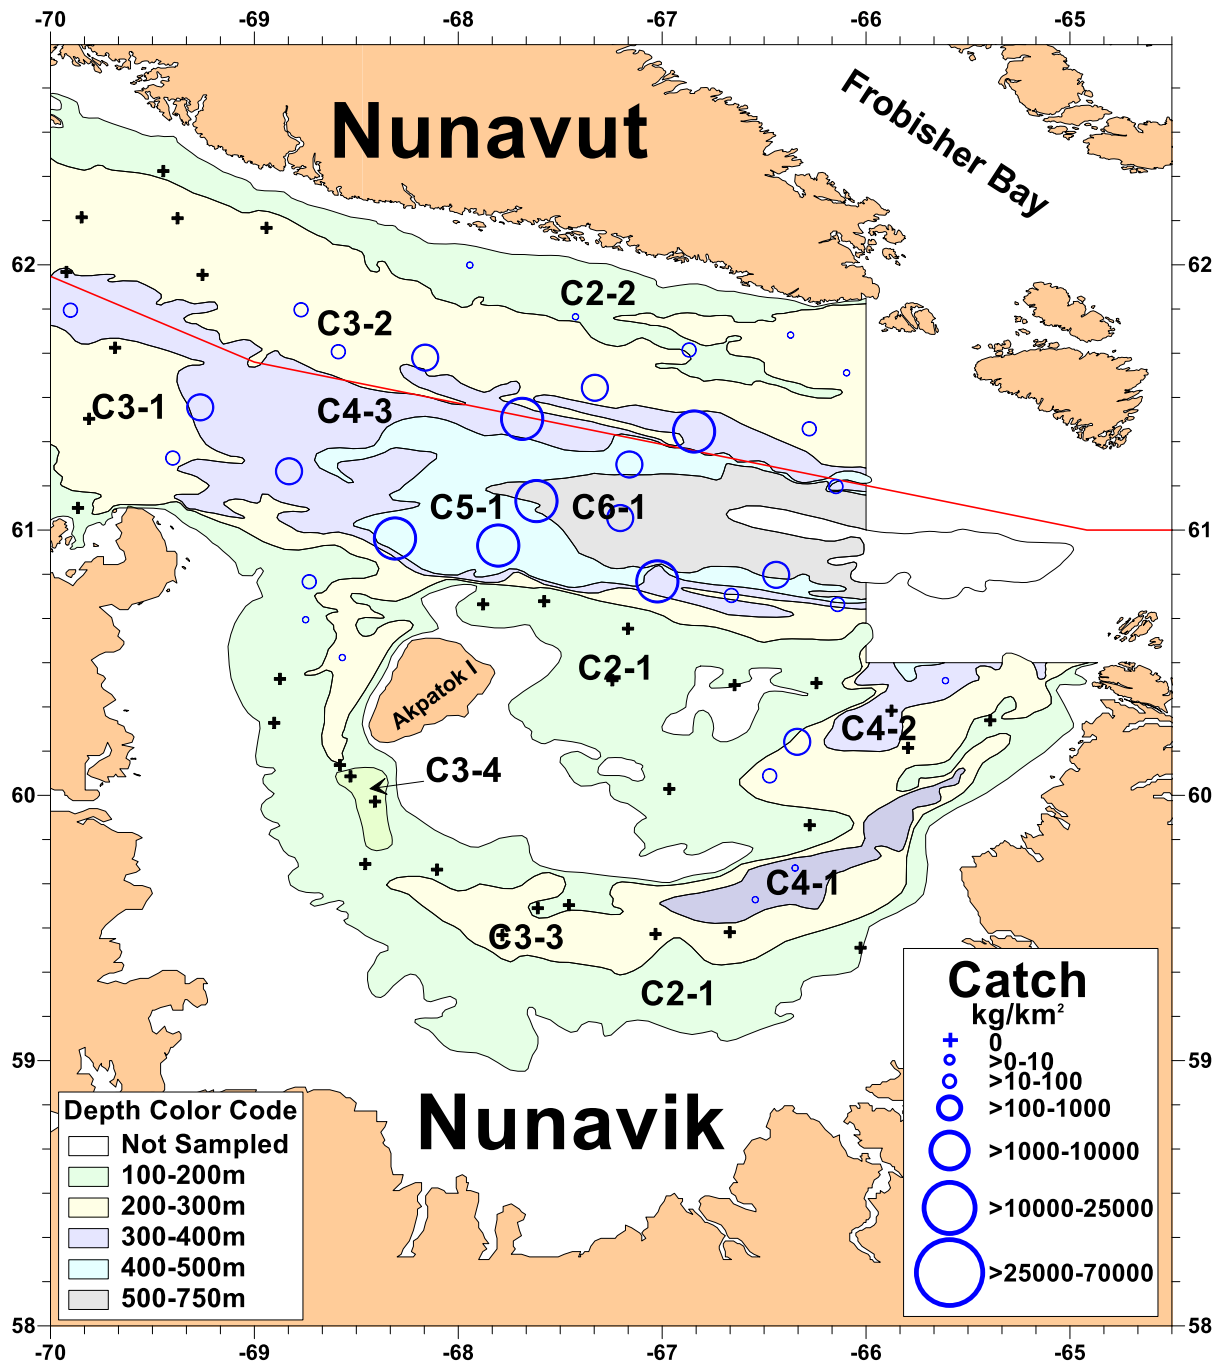 -70 -69 -68 -67 -66 -65
Nunavut
Frobisher Bay
62 62
C2-2
C3-2
C3-1
C4-3
C5-1 C6-1
61 61
C2-1
Akpatok I
C4-2
C3-4
60 60
C4-1
C3-3
C2-1
59 59
Nunavik
Catch
kg/km²
0
>0-10
>10-100
>100-1000
>1000-10000
>10000-25000
>25000-70000
Depth Color Code
Not Sampled
100-200m
200-300m
300-400m
400-500m
500-750m
58 58
-70 -69 -68 -67 -66 -65